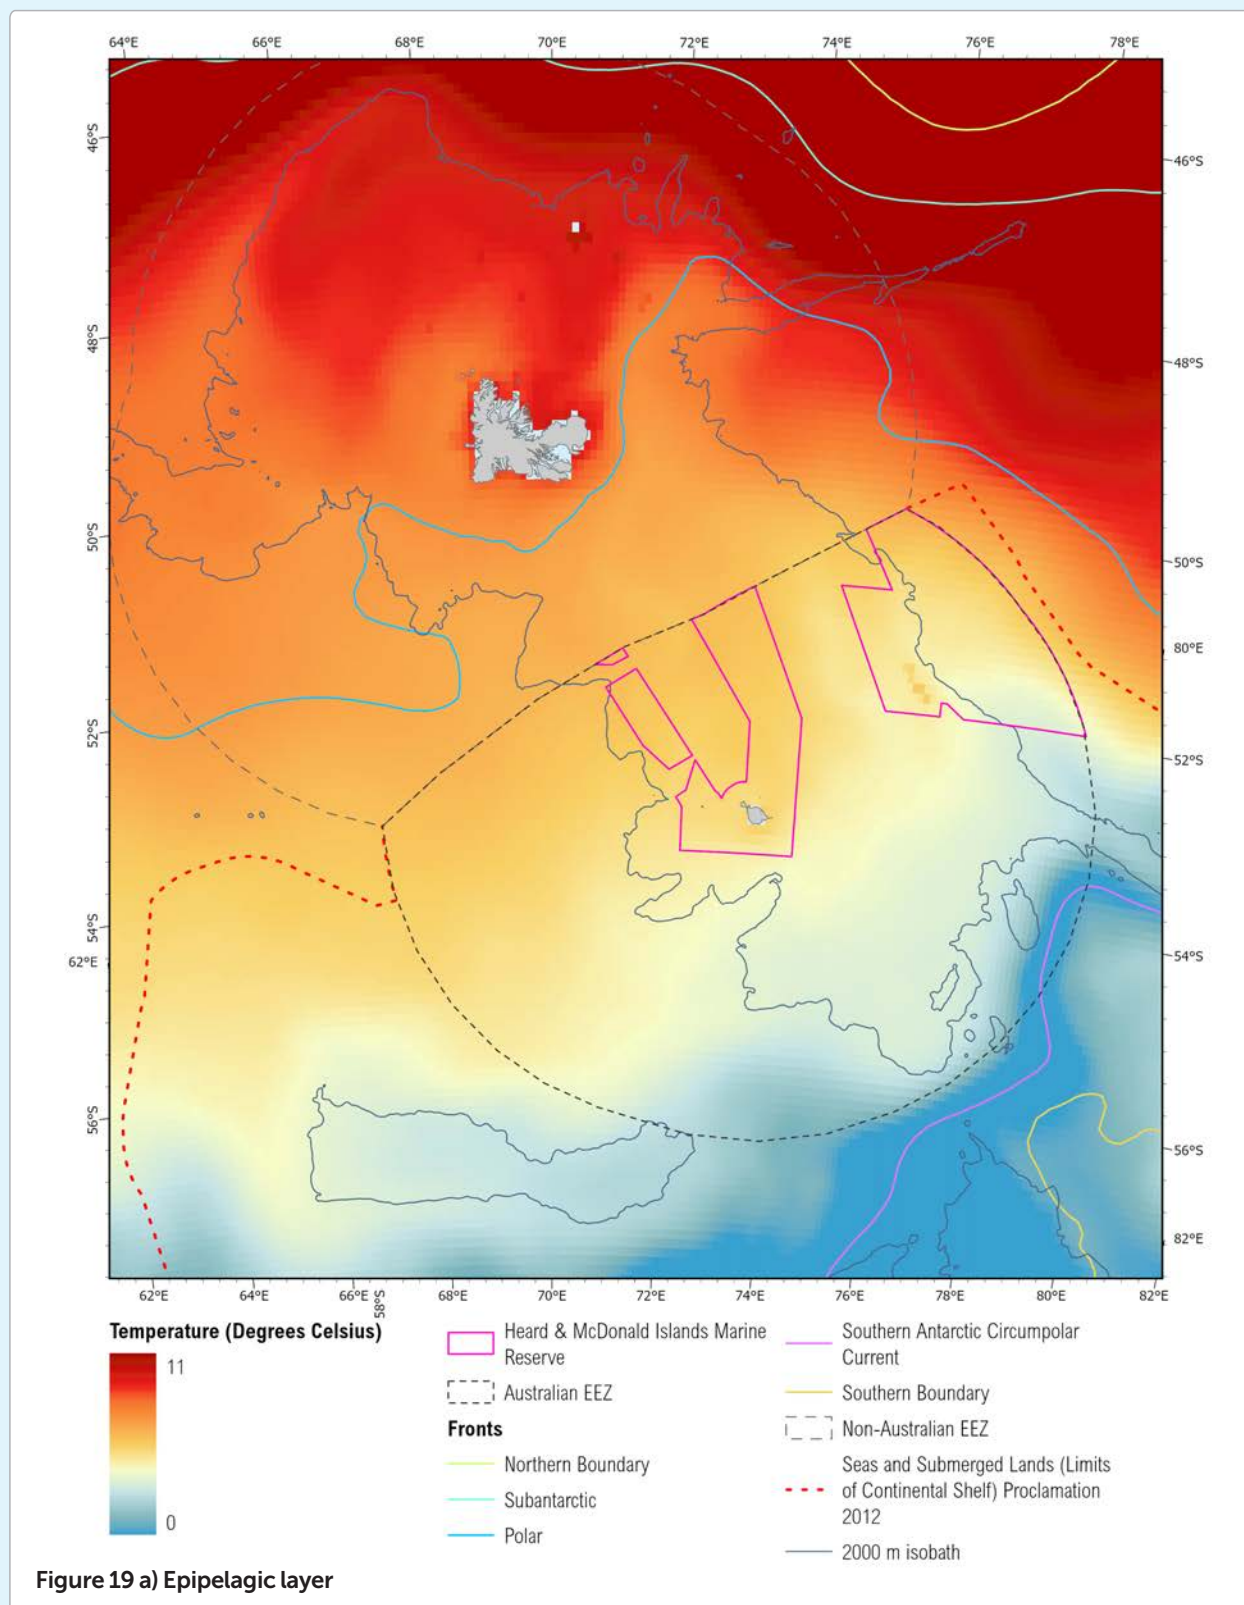 64°E 66°E 68°E 70°E 72°E 74°E 76°E 78°E
46°S
46°S
48°S
48°S
50°S
50°S
80°E
52°S
52°S
54°S
54°S
62°E
56°S
56°S
82°E
62°E 64°E 66°E 58°S 68°E 70°E 72°E 74°E 76°E 78°E 80°E 82°E
Temperature (Degrees Celsius)
11
0
Heard & McDonald Islands Marine
Reserve
Australian EEZ
Fronts
Northern Boundary
Subantarctic
Polar
Southern Antarctic Circumpolar
Current
Southern Boundary
Non-Australian EEZ
Seas and Submerged Lands (Limits
of Continental Shelf) Proclamation
2012
2000 m isobath
Figure 19 a) Epipelagic layer